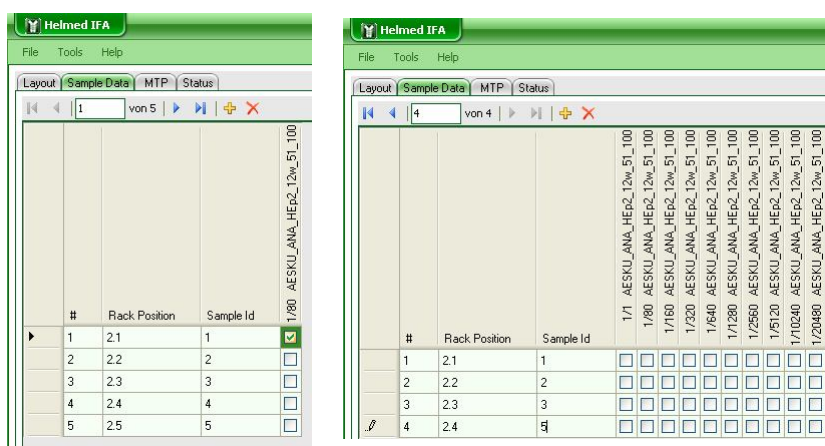 Helmed IFA
File Tools Help
Layout Sample Data MTP Status
1 von 5
# Rack Position Sample Id 1/80 AESKU_ANA_HEp2_12w_51_100
1 2.1 1
2 2.2 2
3 2.3 3
4 2.4 4
5 2.5 5
Helmed IFA
File Tools Help
Layout Sample Data MTP Status
4 von 4
# Rack Position Sample Id
1/1 AESKU_ANA_HEp2_12w_51_100
1/80 AESKU_ANA_HEp2_12w_51_100
1/160 AESKU_ANA_HEp2_12w_51_100
1/320 AESKU_ANA_HEp2_12w_51_100
1/640 AESKU_ANA_HEp2_12w_51_100
1/1280 AESKU_ANA_HEp2_12w_51_100
1/2560 AESKU_ANA_HEp2_12w_51_100
1/5120 AESKU_ANA_HEp2_12w_51_100
1/10240 AESKU_ANA_HEp2_12w_51_100
1/20480 AESKU_ANA_HEp2_12w_51_100
1 2.1 1
2 2.2 2
3 2.3 3
4 2.4 5